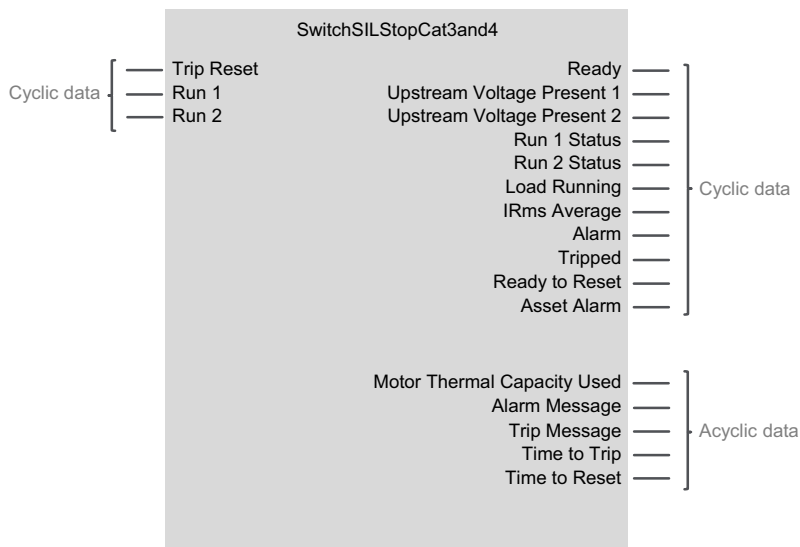 SwitchSILStopCat3and4
Cyclic data
Trip Reset
Run 1
Run 2
Ready
Upstream Voltage Present 1
Upstream Voltage Present 2
Run 1 Status
Run 2 Status
Load Running
IRms Average
Alarm
Tripped
Ready to Reset
Asset Alarm
Cyclic data
Motor Thermal Capacity Used
Alarm Message
Trip Message
Time to Trip
Time to Reset
Acyclic data